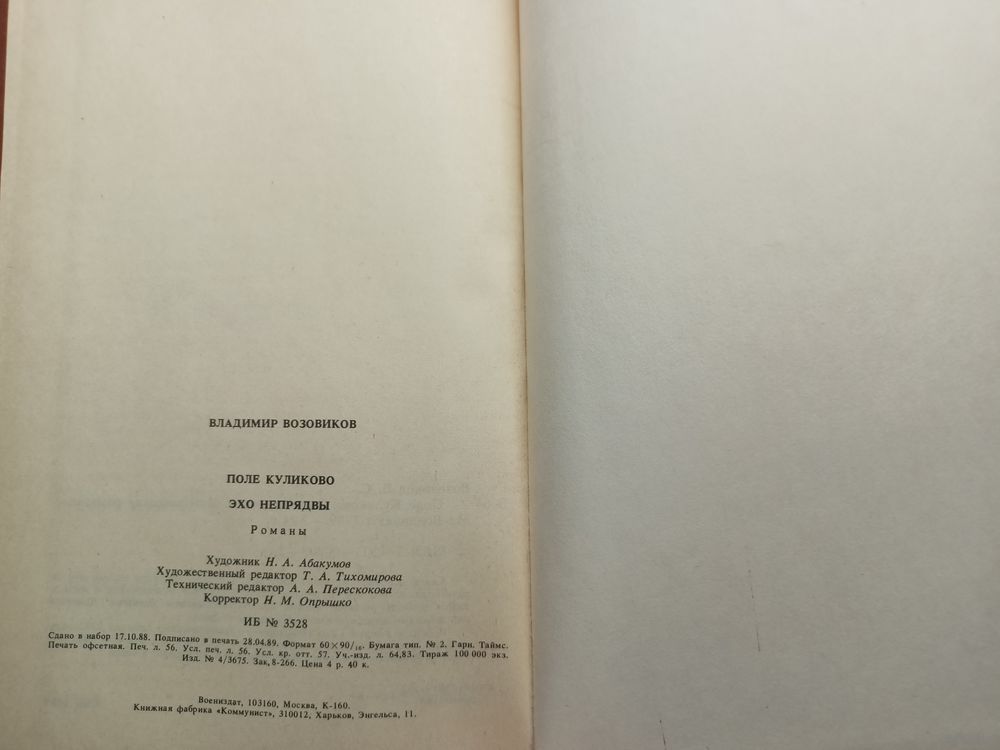 ВЛАДИМИР ВОЗОВИКОВ
ПОЛЕ КУЛИКОВО
ЭХО НЕПРЯДВЫ
Романы
Художник Н. А. Абакумов
Художественный редактор Т. А. Тихомирова
Технический редактор А. А. Перескокова
Корректор Н. М. Опрышко
ИБ № 3528
Сдано в набор 17.10.88. Подписано в печать 28.04.89. Формат 60×90/16. Бумага тип. № 2. Гарн. Таймс.
Печать офсетная. Печ. л. 56. Усл. печ. л. 56. Усл. кр. отт. 57. Уч.-изд. л. 64,83. Тираж 100 000 экз.
Изд. № 4/3675. Зак. 8-266. Цена 4 р. 40 к.
Воениздат, 103160, Москва, К-160.
Книжная фабрика «Коммунист», 310012, Харьков, Энгельса, 11.